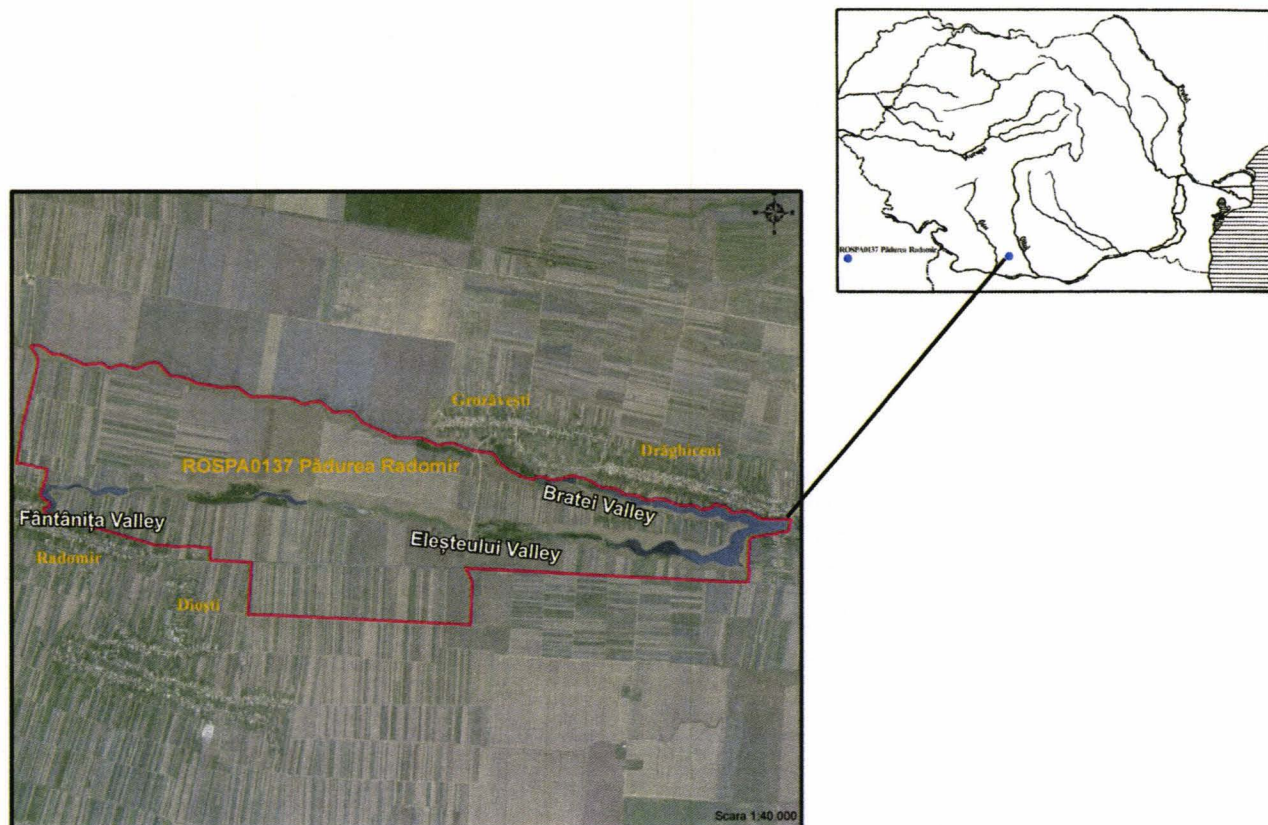 ROSPA0137 Pădurea Radomir
Grozăvești
Drăghiceni
ROSPA0137 Pădurea Radomir
Bratei Valley
Fântânița Valley
Eleșteului Valley
Radomir
Dioști
Scara 1:40.000